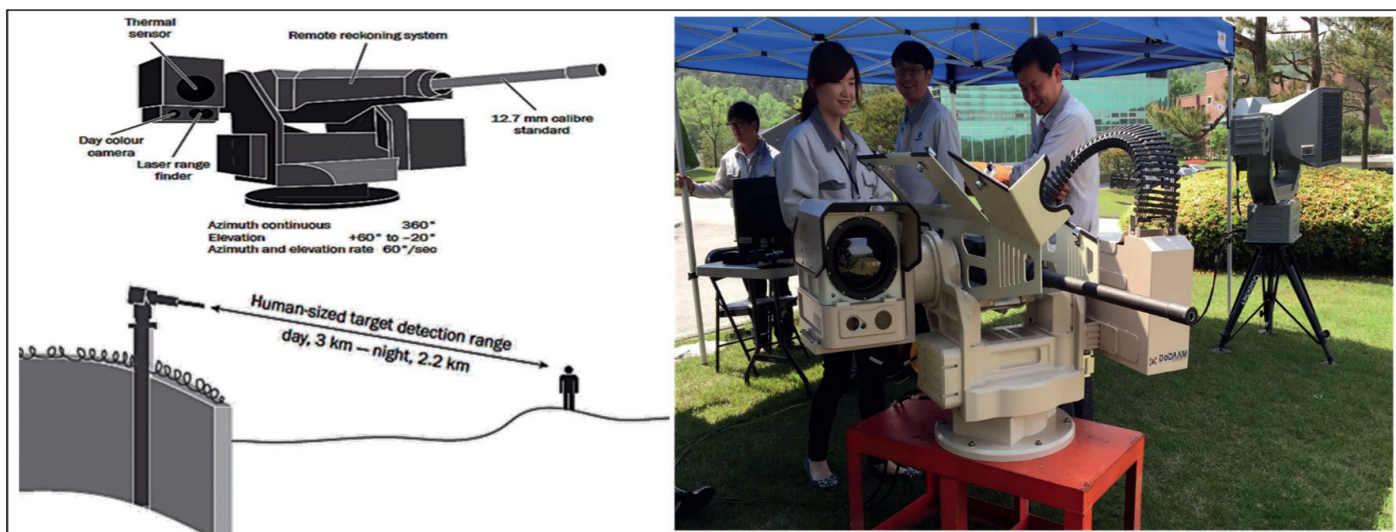 Thermal
sensor
Remote reckoning system
12.7 mm calibre
standard
Day colour
camera
Laser range
finder
Azimuth continuous 360°
Elevation +60° to –20°
Azimuth and elevation rate 60°/sec
Human-sized target detection range
day, 3 km — night, 2.2 km
DODAAM